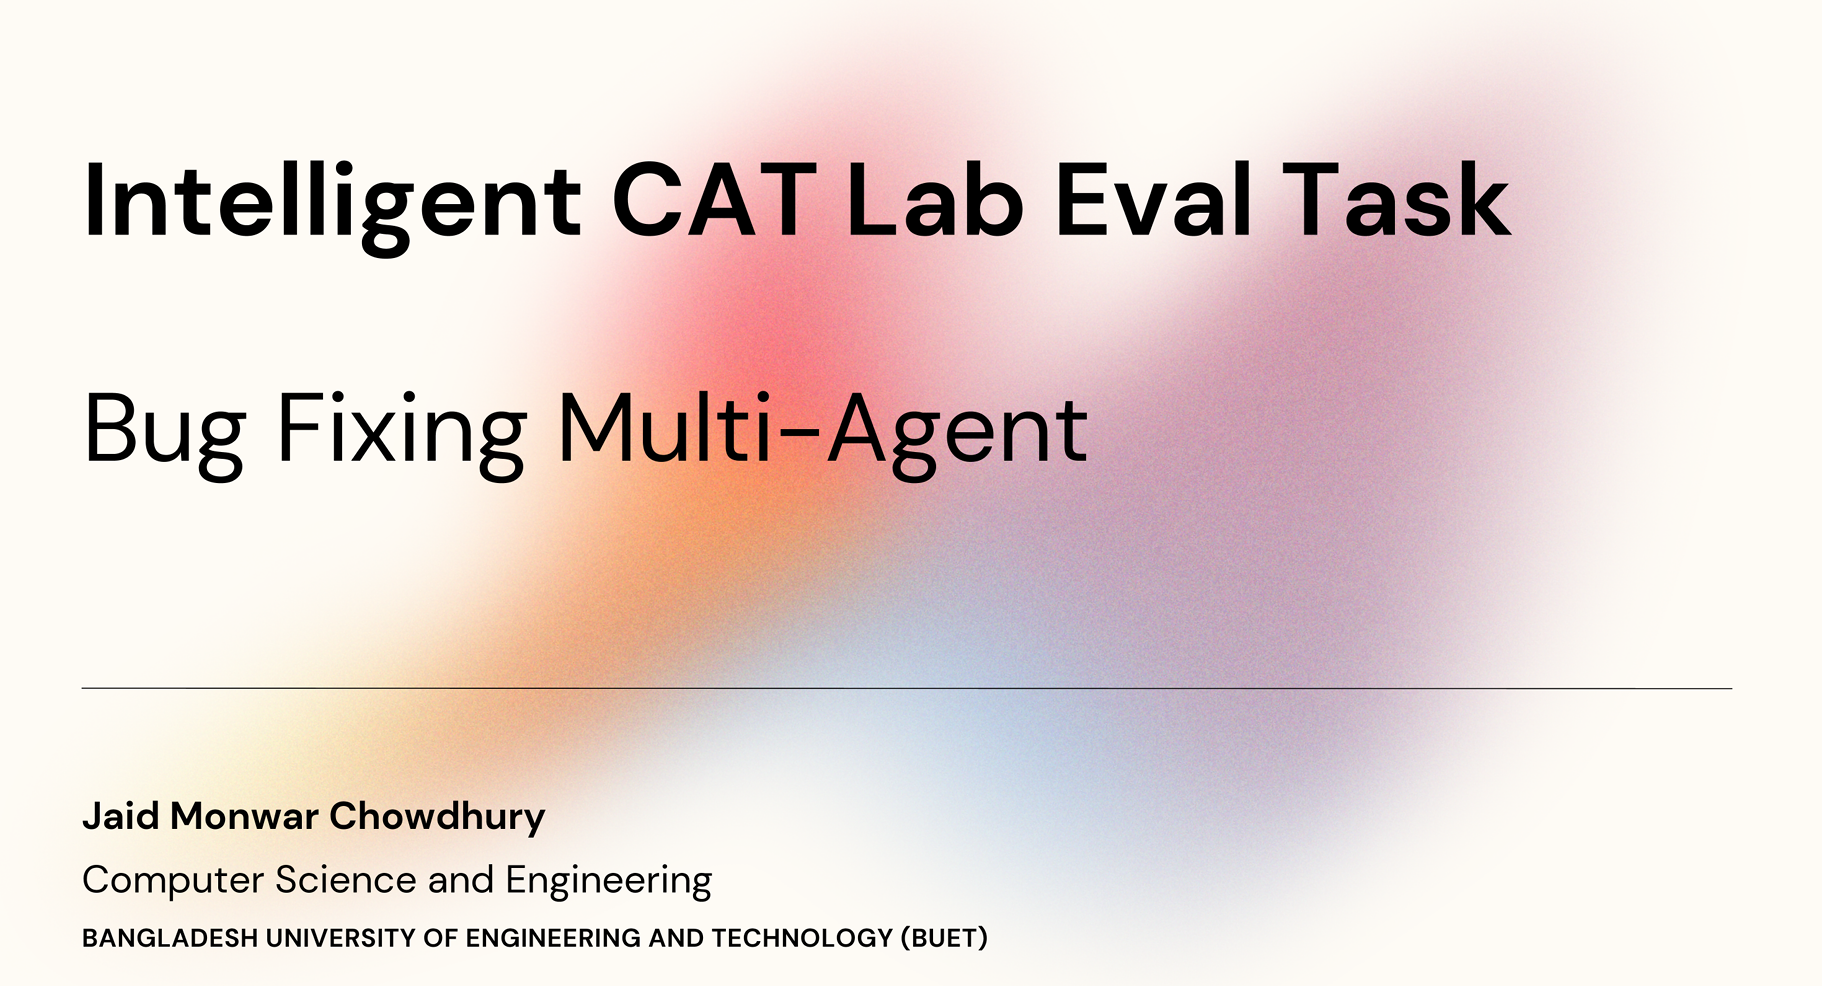 Intelligent CAT Lab Eval Task
Bug Fixing Multi-Agent
Jaid Monwar Chowdhury
Computer Science and Engineering
BANGLADESH UNIVERSITY OF ENGINEERING AND TECHNOLOGY (BUET)